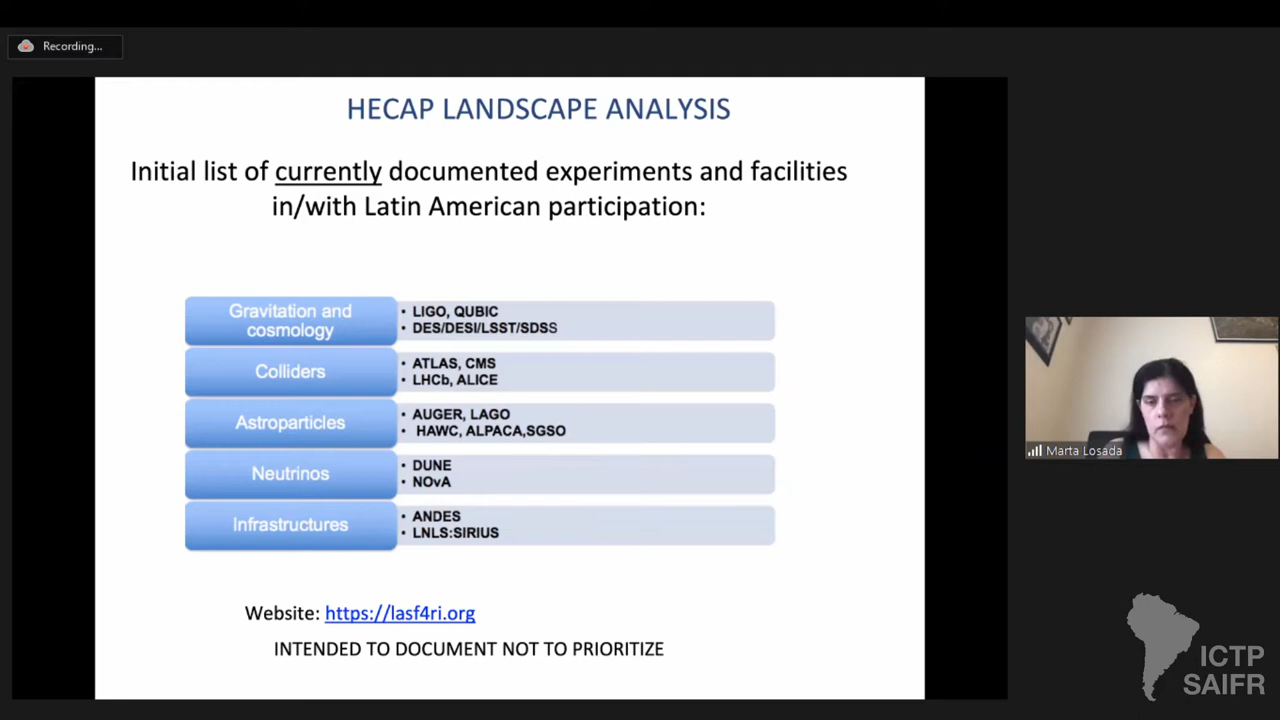 Recording...
HECAP LANDSCAPE ANALYSIS
Initial list of currently documented experiments and facilities
in/with Latin American participation:
Gravitation and
cosmology
• LIGO, QUBIC
• DES/DESI/LSST/SDSS
Colliders
• ATLAS, CMS
• LHCb, ALICE
Astroparticles
• AUGER, LAGO
• HAWC, ALPACA,SGSO
Neutrinos
• DUNE
• NOvA
Infrastructures
• ANDES
• LNLS:SIRIUS
Website: https://lasf4ri.org
INTENDED TO DOCUMENT NOT TO PRIORITIZE
Marta Losada
ICTP
SAIFR